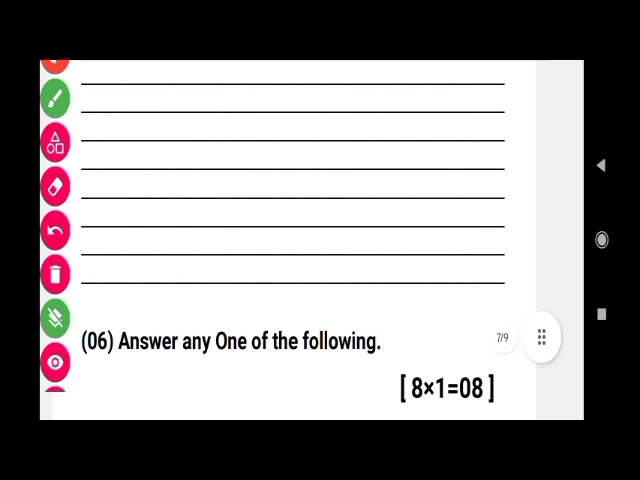 (06) Answer any One of the following.
7/9
[ 8×1=08 ]